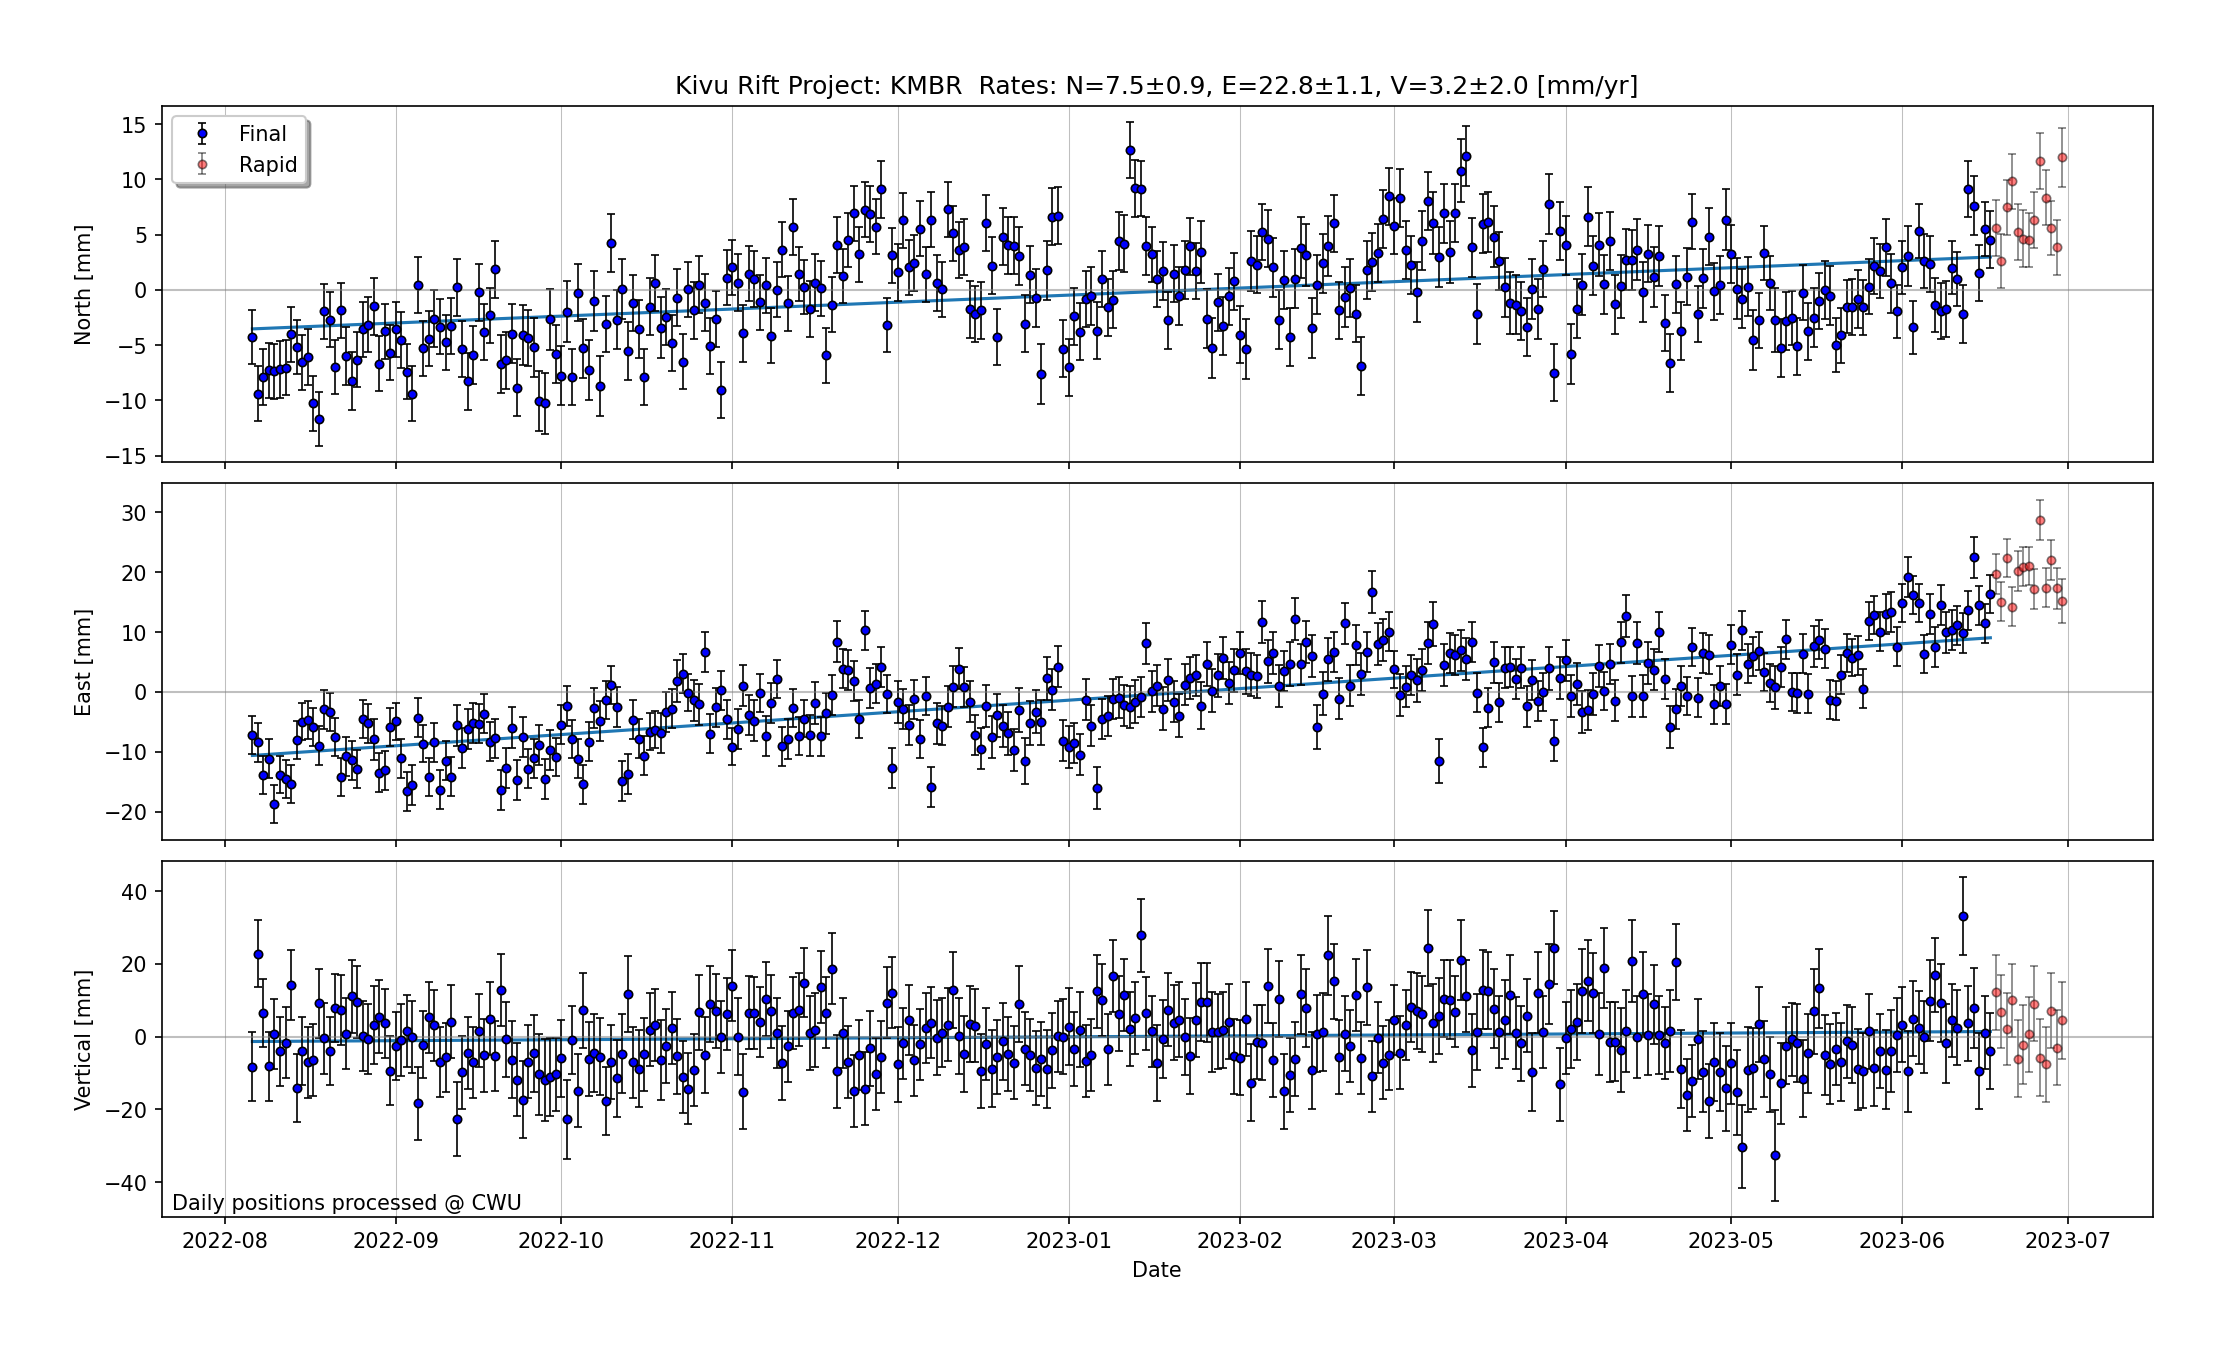 Kivu Rift Project: KMBR  Rates: N=7.5±0.9, E=22.8±1.1, V=3.2±2.0 [mm/yr]
Final
Rapid
North [mm]
15
10
5
0
−5
−10
−15
East [mm]
30
20
10
0
−10
−20
Vertical [mm]
40
20
0
−20
−40
Daily positions processed @ CWU
2022-08 2022-09 2022-10 2022-11 2022-12 2023-01 2023-02 2023-03 2023-04 2023-05 2023-06 2023-07
Date